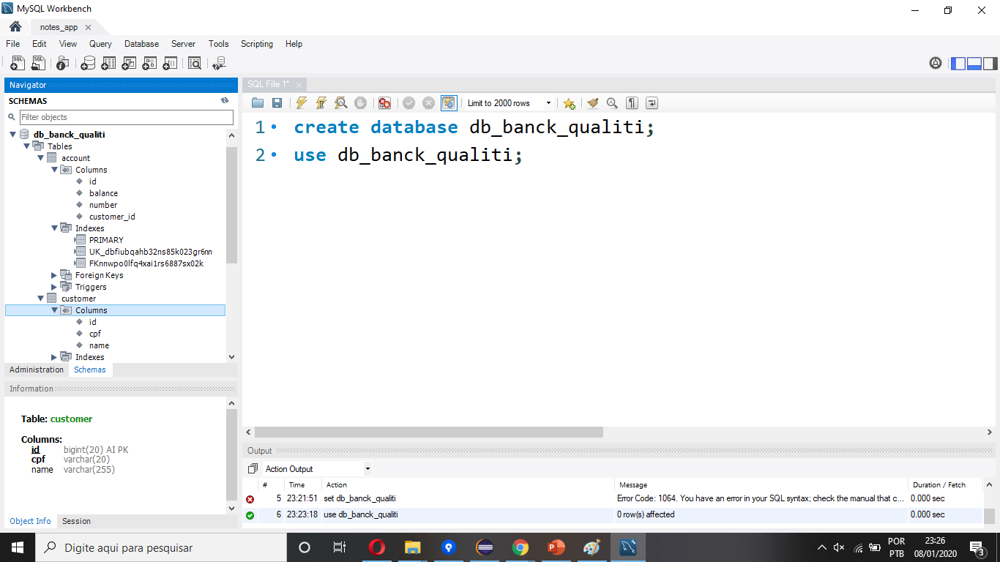 MySQL Workbench
notes_app
File Edit View Query Database Server Tools Scripting Help
Navigator
SCHEMAS
Filter objects
db_banck_qualiti
Tables
account
Columns
id
balance
number
customer_id
Indexes
PRIMARY
UK_dbfiubqahb32ns85k023gr6nn
FKnnwpo0lfq4xai1rs6887sx02k
Foreign Keys
Triggers
customer
Columns
id
cpf
name
Indexes
Administration Schemas
Information
Table: customer
Columns:
id bigint(20) AI PK
cpf varchar(20)
name varchar(255)
Object Info Session
SQL File 1*
Limit to 2000 rows
1 create database db_banck_qualiti;
2 use db_banck_qualiti;
Output
Action Output
# Time Action Message Duration / Fetch
5 23:21:51 set db_banck_qualiti Error Code: 1064. You have an error in your SQL syntax; check the manual that c... 0.000 sec
6 23:23:18 use db_banck_qualiti 0 row(s) affected 0.000 sec
Digite aqui para pesquisar
POR
PTB
23:26
08/01/2020
3